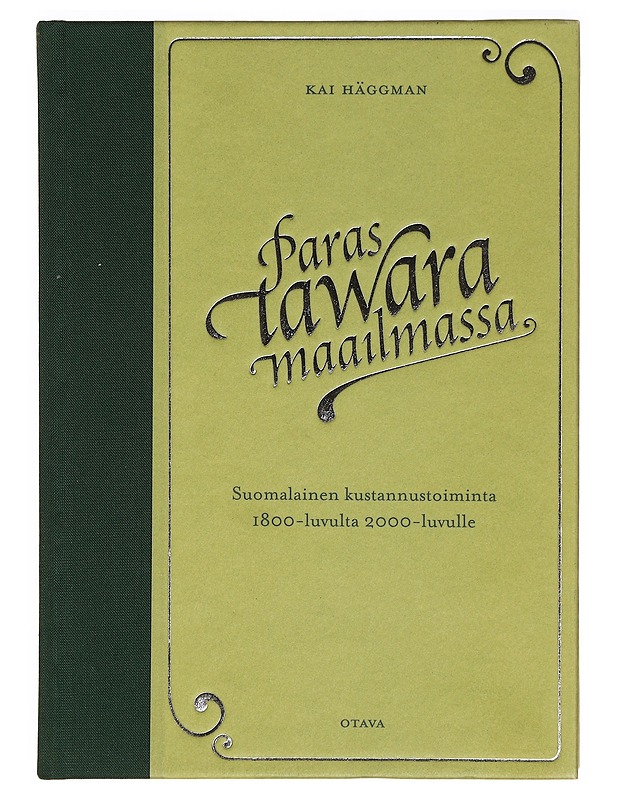 KAI HÄGGMAN
Paras
tawara
maailmassa
Suomalainen kustannustoiminta
1800-luvulta 2000-luvulle
OTAVA